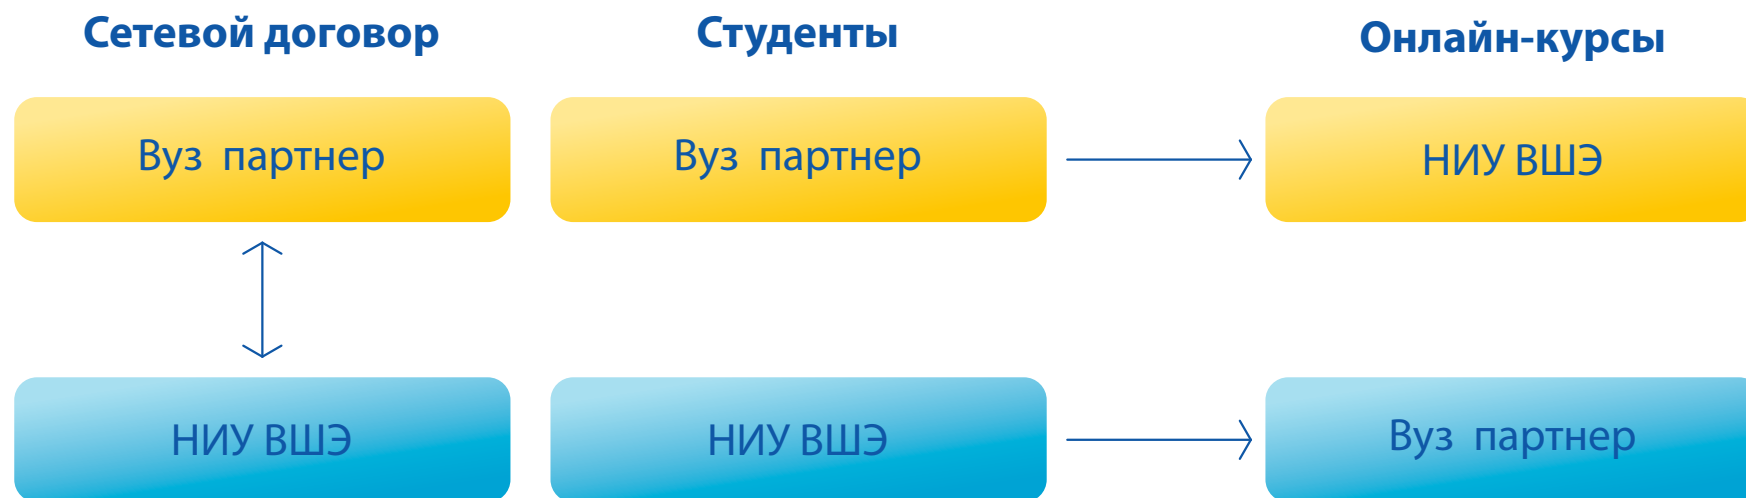 Сетевой договор
Студенты
Онлайн-курсы
Вуз партнер
Вуз партнер
НИУ ВШЭ
НИУ ВШЭ
НИУ ВШЭ
Вуз партнер